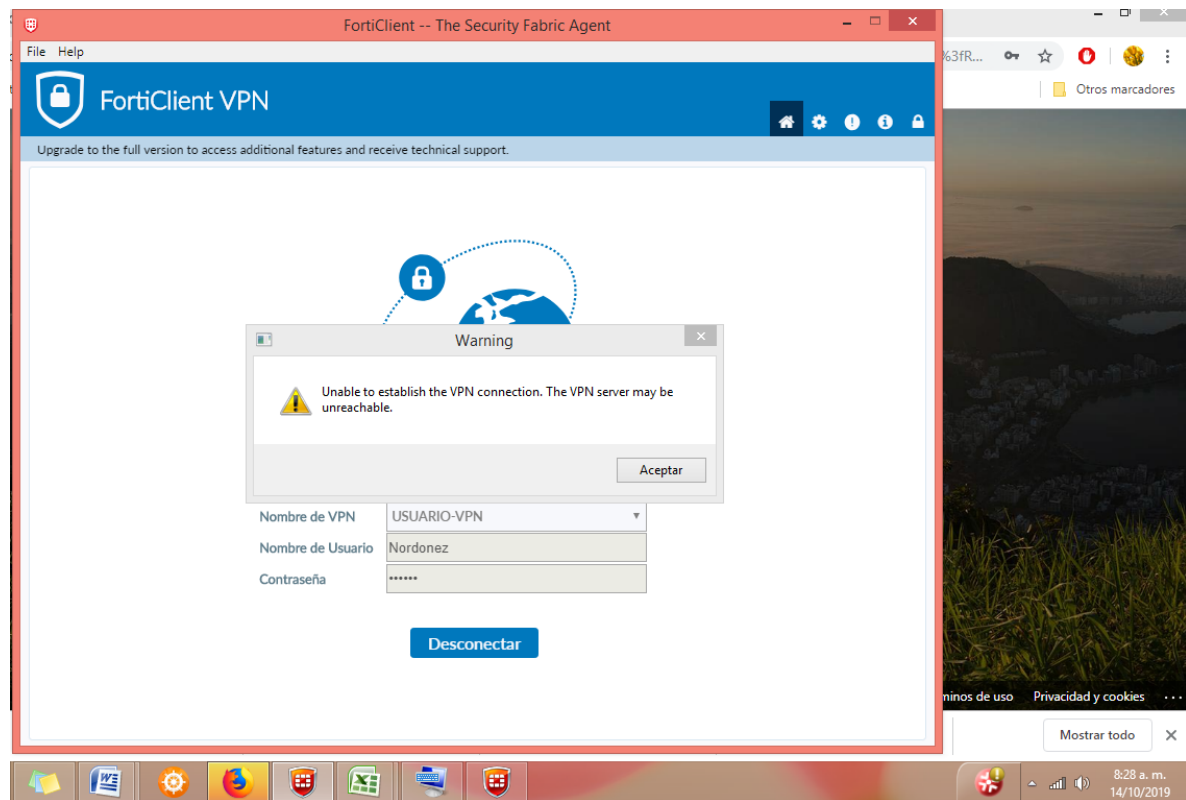 FortiClient -- The Security Fabric Agent
File Help
%3fR...
FortiClient VPN
Otros marcadores
Upgrade to the full version to access additional features and receive technical support.
Warning
Unable to establish the VPN connection. The VPN server may be
unreachable.
Aceptar
Nombre de VPN USUARIO-VPN
Nombre de Usuario Nordonez
Contraseña ••••••
Desconectar
Privacidad y cookies ...
de uso
Mostrar todo
8:28 a. m.
14/10/2019